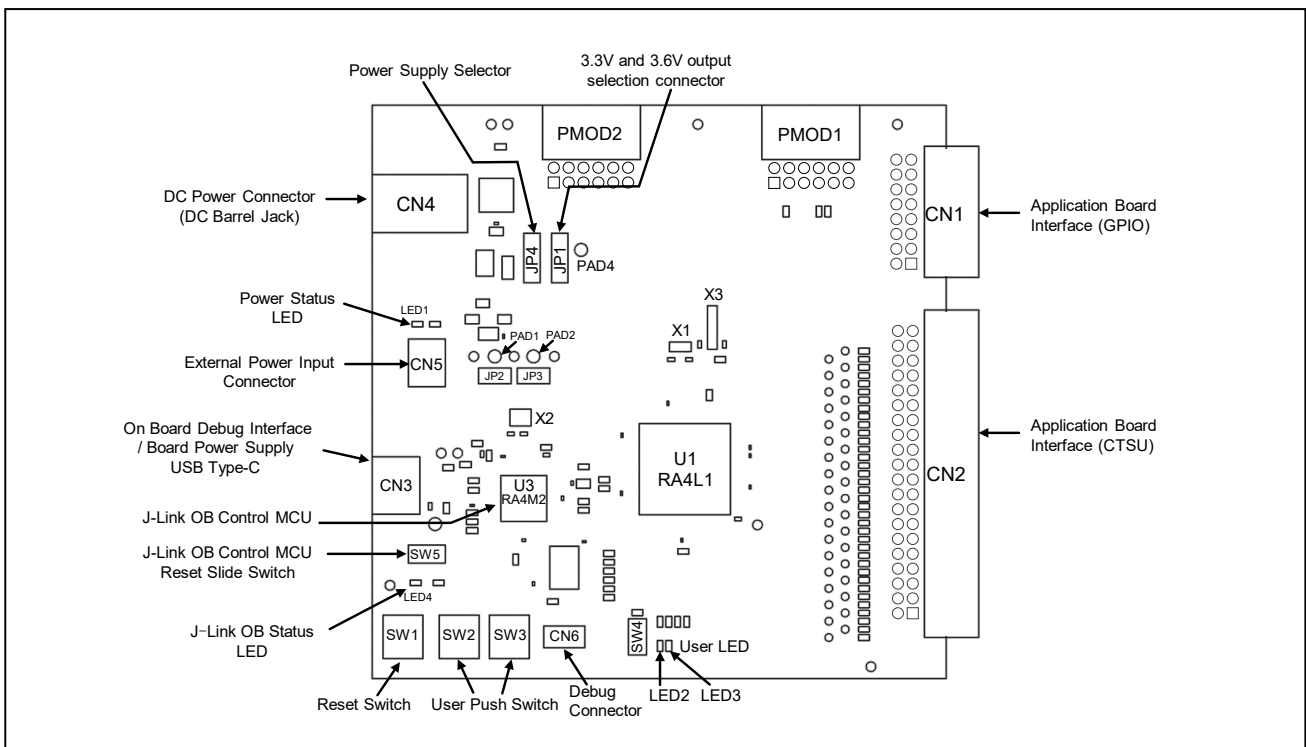 3.3V and 3.6V output
selection connector
Power Supply Selector
PMOD2
PMOD1
DC Power Connector
(DC Barrel Jack)
CN4
CN1
Application Board
Interface (GPIO)
JP4
JP1
PAD4
Power Status
LED
LED1
X3
X1
PAD1
PAD2
External Power Input
Connector
CN5
JP2
JP3
X2
On Board Debug Interface
/ Board Power Supply
USB Type-C
Application Board
Interface (CTSU)
U1
RA4L1
CN2
CN3
U3
RA4M2
J-Link OB Control MCU
J-Link OB Control MCU
Reset Slide Switch
SW5
LED4
J-Link OB Status
LED
SW1
SW2
SW3
CN6
SW4
User LED
Reset Switch
User Push Switch
Debug
Connector
LED2
LED3